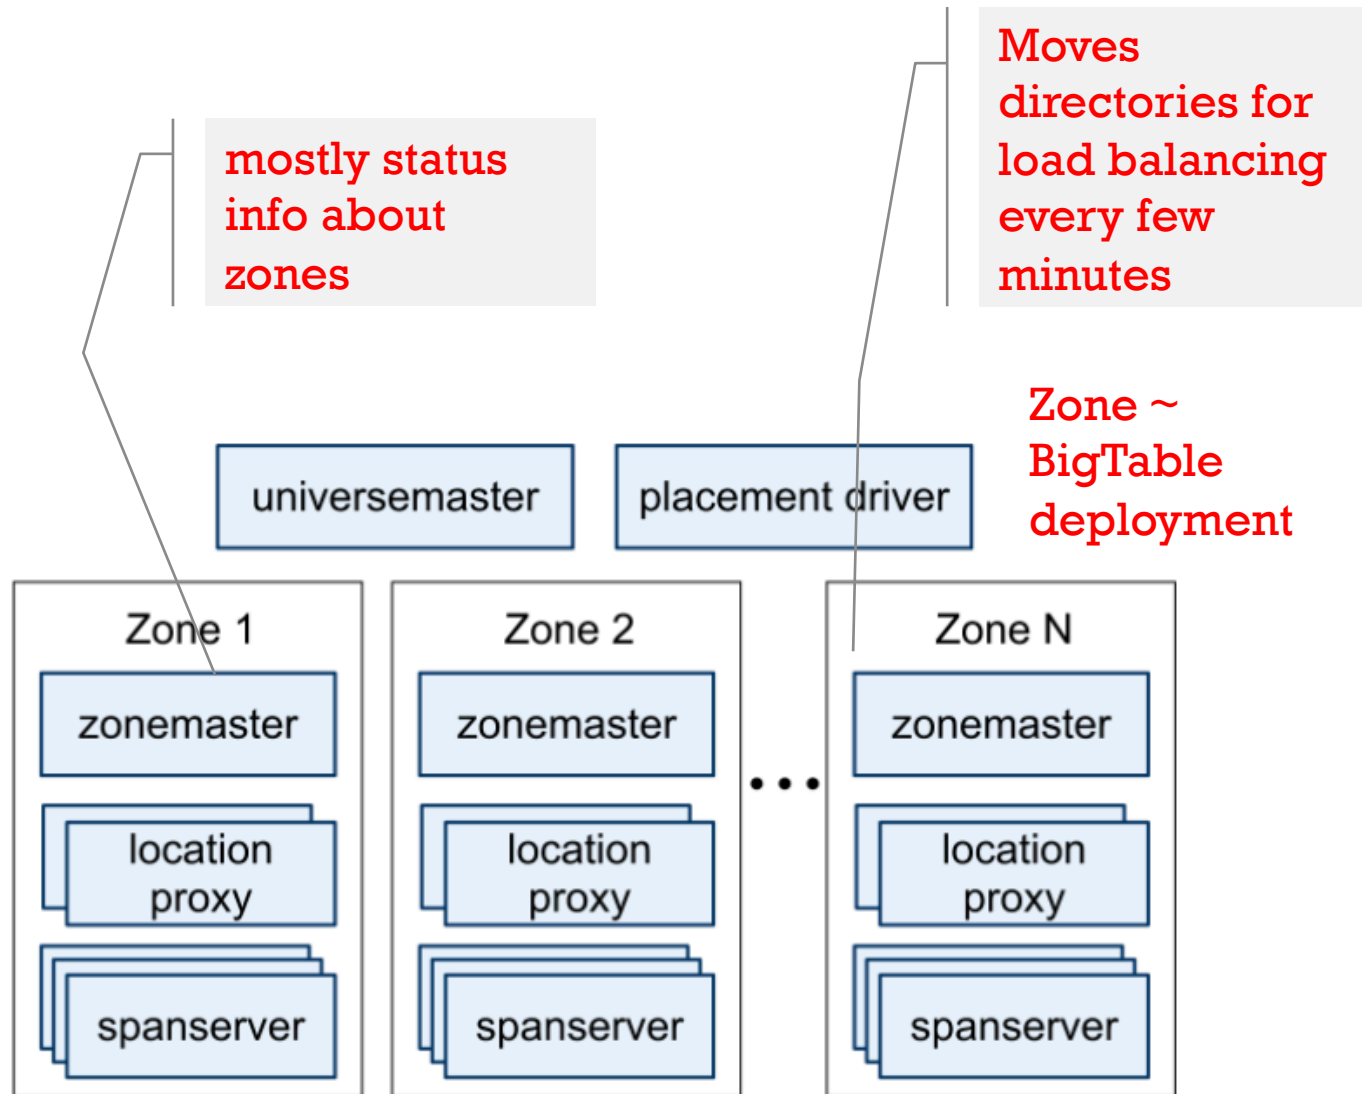 Moves
directories for
load balancing
every few
minutes
mostly status
info about
zones
Zone ~
BigTable
deployment
universemaster
placement driver
Zone 1
zonemaster
location
proxy
spanserver
Zone 2
zonemaster
location
proxy
spanserver
...
Zone N
zonemaster
location
proxy
spanserver